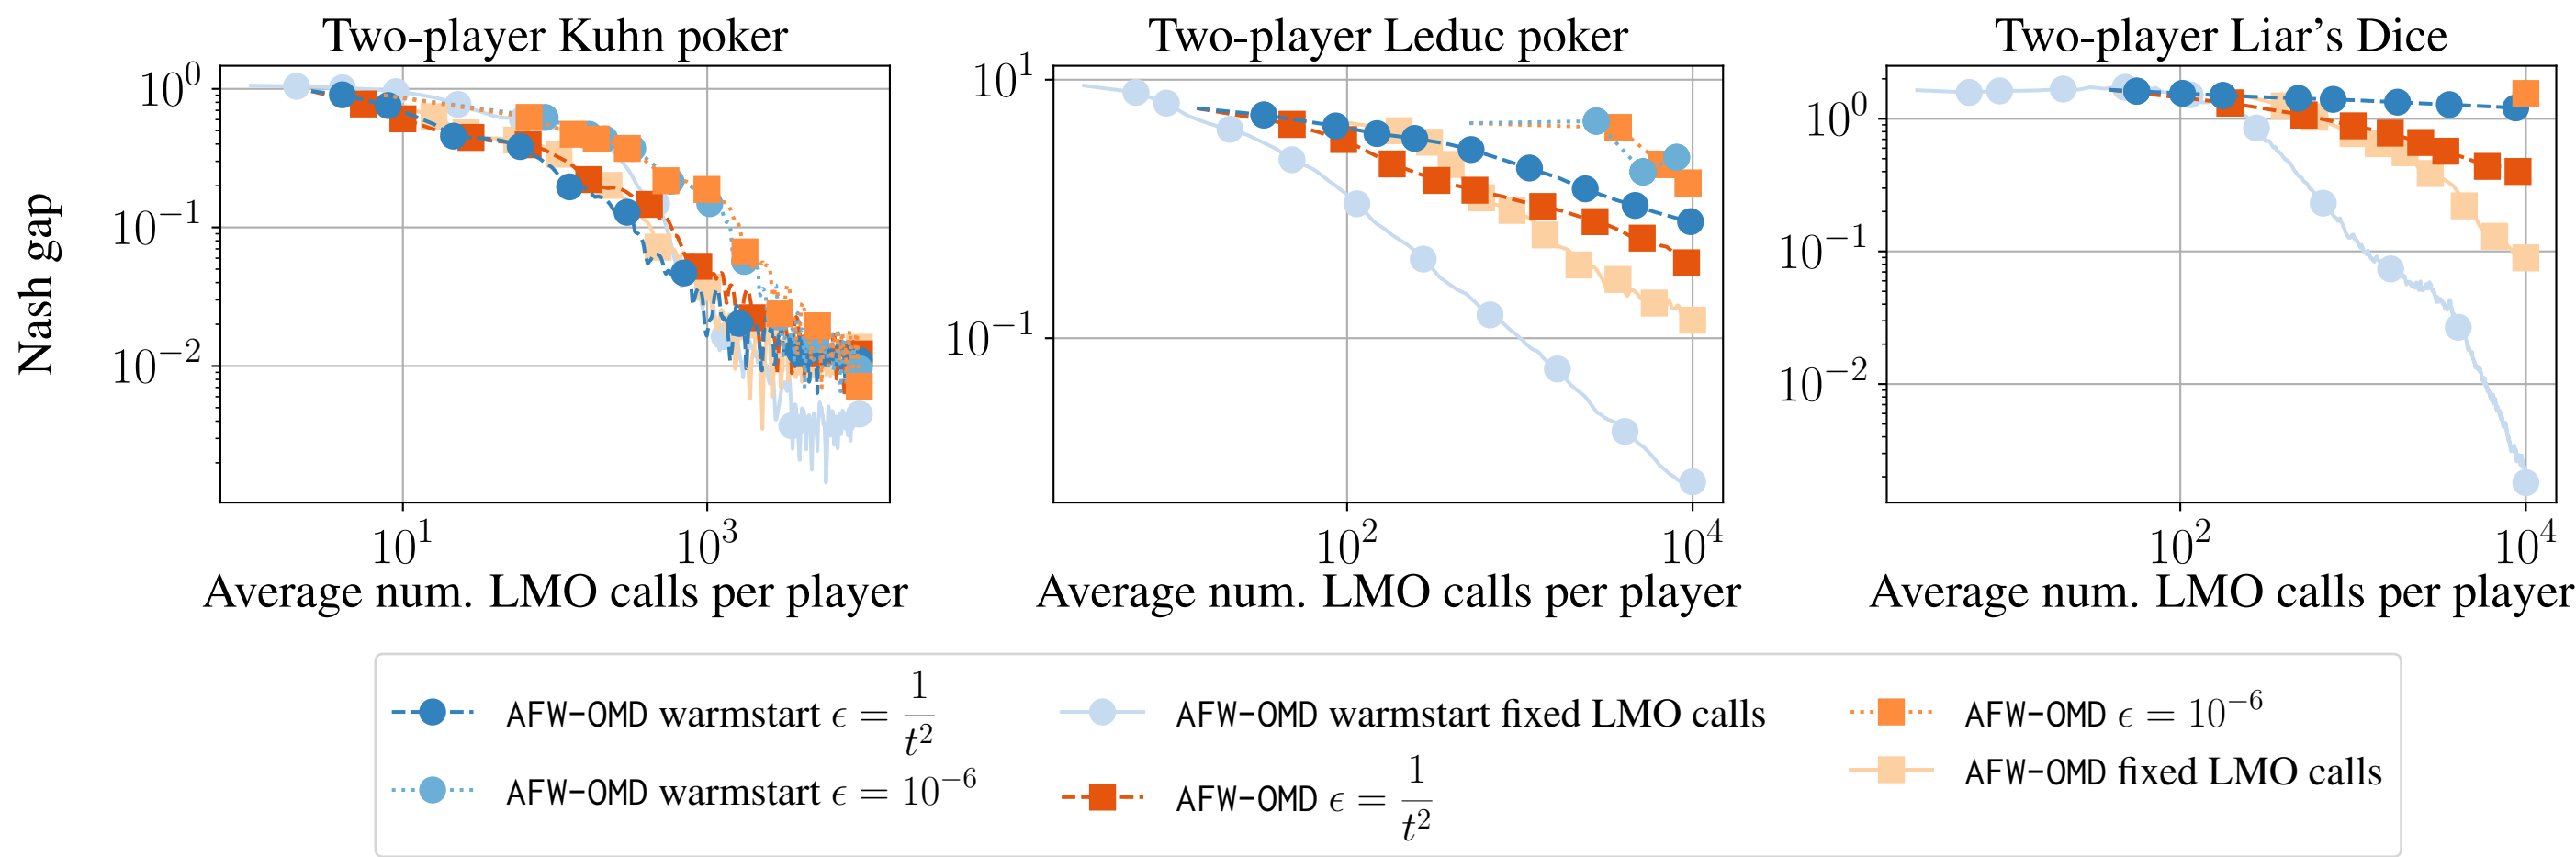 Two-player Kuhn poker
Two-player Leduc poker
Two-player Liar's Dice
Nash gap
10^0
10^{-1}
10^{-2}
10^1
10^3
10^1
10^{-1}
10^2
10^4
10^0
10^{-1}
10^{-2}
10^2
10^4
Average num. LMO calls per player
Average num. LMO calls per player
Average num. LMO calls per player
AFW-OMD warmstart ϵ = 1/t^2
AFW-OMD warmstart ϵ = 10^{-6}
AFW-OMD warmstart fixed LMO calls
AFW-OMD ϵ = 1/t^2
AFW-OMD ϵ = 10^{-6}
AFW-OMD fixed LMO calls